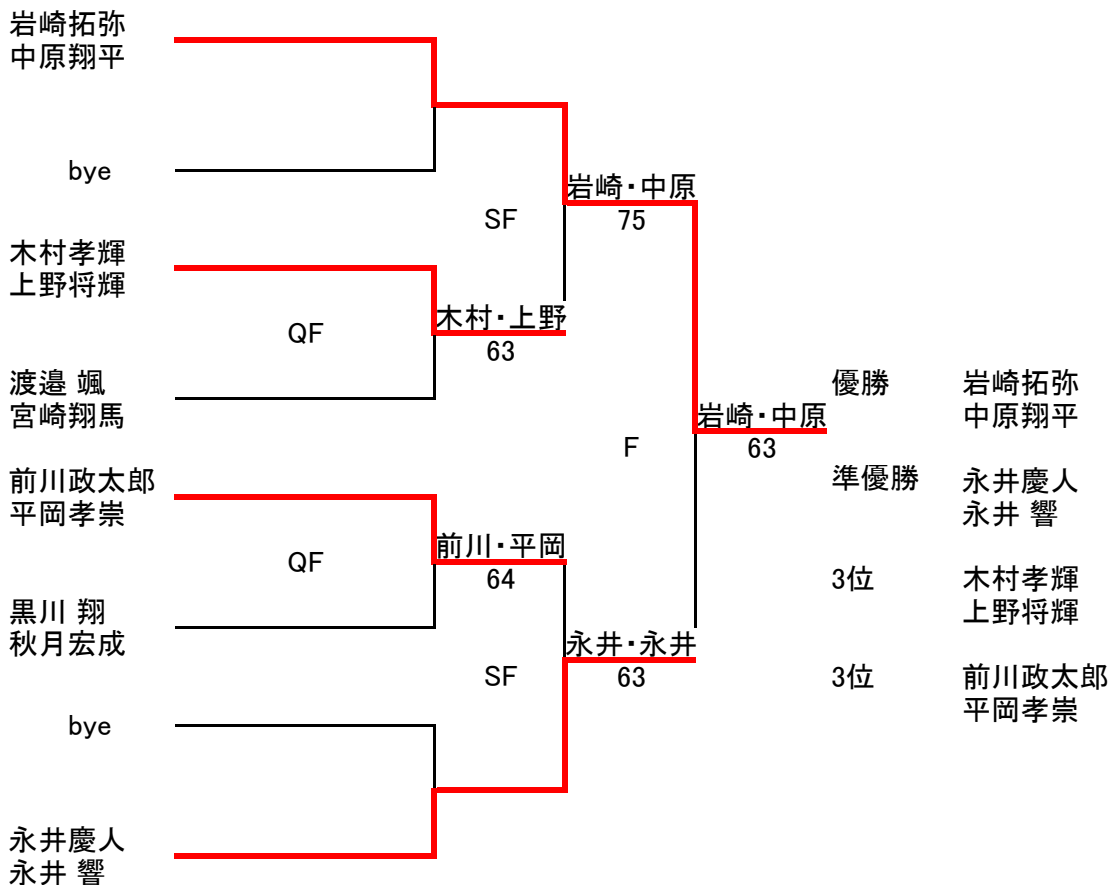 岩崎拓弥
中原翔平
bye
木村孝輝
上野将輝
渡邉 颯
宮崎翔馬
前川政太郎
平岡孝崇
黒川 翔
秋月宏成
bye
永井慶人
永井 響
QF
木村・上野
63
QF
前川・平岡
64
SF
岩崎・中原
75
SF
永井・永井
63
F
岩崎・中原
63
優勝
岩崎拓弥
中原翔平
準優勝
永井慶人
永井 響
3位
木村孝輝
上野将輝
3位
前川政太郎
平岡孝崇